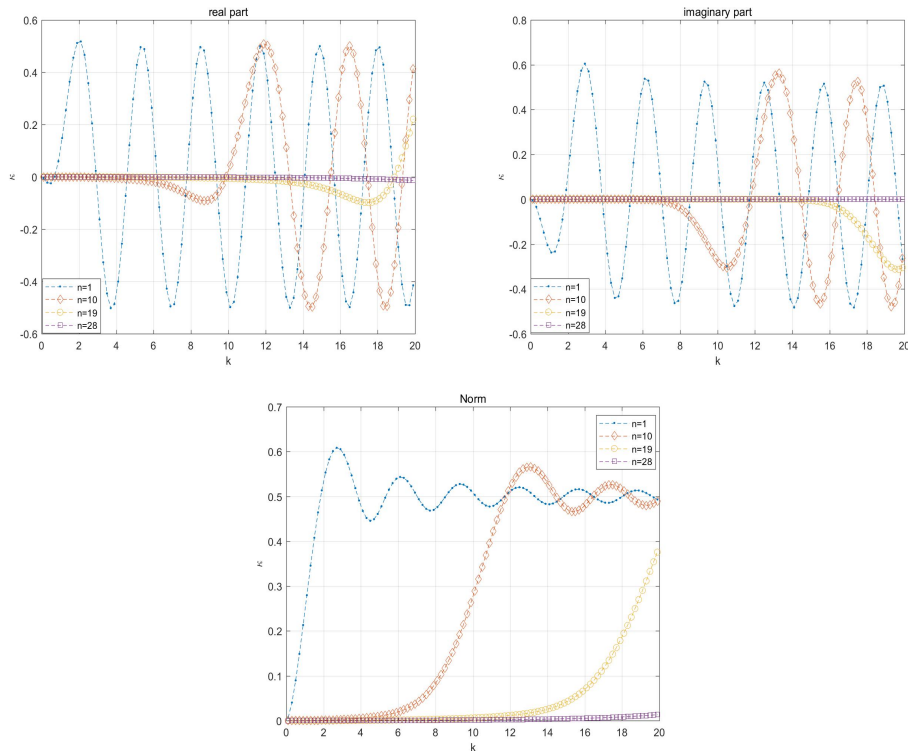 real part
0.6
0.4
0.2
0
-0.2
-0.4
-0.6
κ
n=1
n=10
n=19
n=28
0 2 4 6 8 10 12 14 16 18 20
k
imaginary part
0.8
0.6
0.4
0.2
0
-0.2
-0.4
-0.6
κ
n=1
n=10
n=19
n=28
0 2 4 6 8 10 12 14 16 18 20
k
Norm
0.7
0.6
0.5
0.4
0.3
0.2
0.1
0
κ
n=1
n=10
n=19
n=28
0 2 4 6 8 10 12 14 16 18 20
k